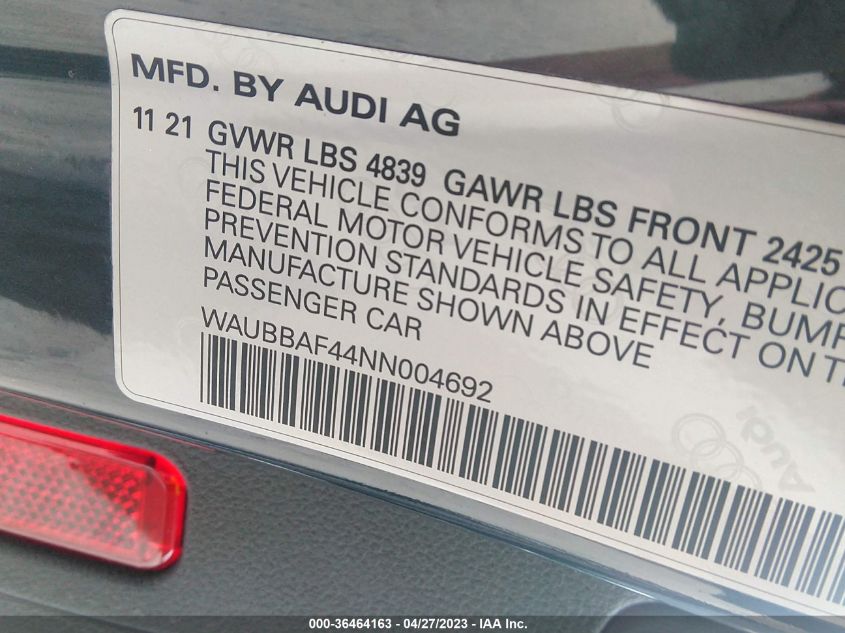 MFD. BY AUDI AG
11 21 GVWR LBS 4839 GAWR LBS FRONT 2425
THIS VEHICLE CONFORMS TO ALL
FEDERAL MOTOR VEHICLE SAFETY,
PREVENTION STANDARDS IN EFFECT ON
MANUFACTURE SHOWN ABOVE
PASSENGER CAR
WAUBBAF44NN004692
Audi
000-36464163 - 04/27/2023 - IAA Inc.